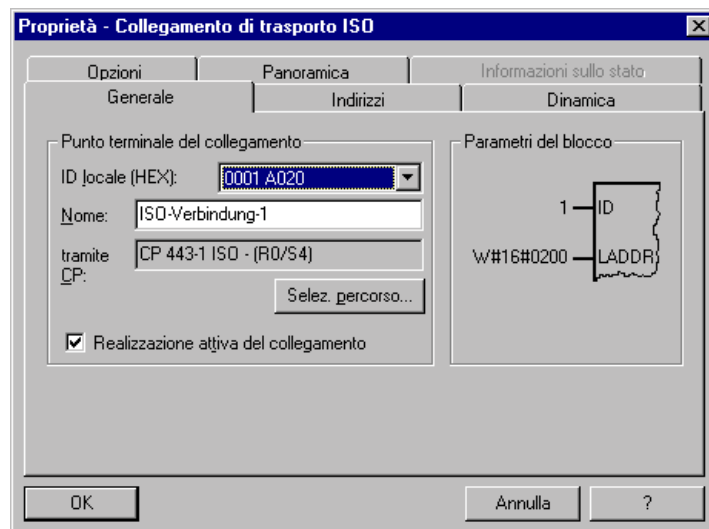 Proprietà - Collegamento di trasporto ISO
Opzioni
Panoramica
Informazioni sullo stato
Generale
Indirizzi
Dinamica
Punto terminale del collegamento
ID locale (HEX):
0001 A020
Nome:
ISO-Verbindung-1
tramite
CP:
CP 443-1 ISO - (R0/S4)
Selez. percorso...
Realizzazione attiva del collegamento
Parametri del blocco
1
ID
W#16#0200
LADDR
OK
Annulla
?